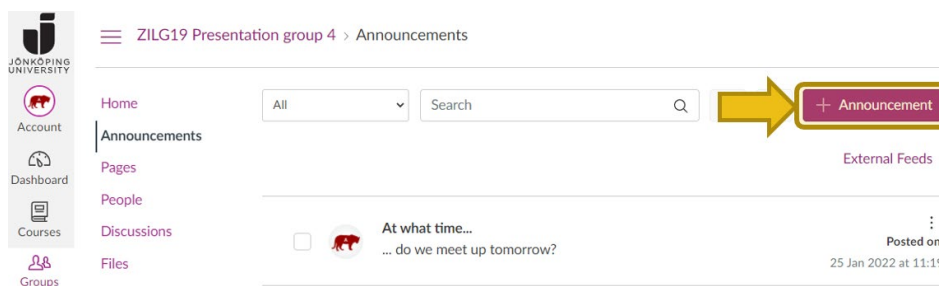 JÖNKÖPING
UNIVERSITY
Account
Dashboard
Courses
Groups
ZILG19 Presentation group 4 > Announcements
Home
Announcements
Pages
People
Discussions
Files
All
Search
+ Announcement
External Feeds
At what time...
... do we meet up tomorrow?
Posted on
25 Jan 2022 at 11:19